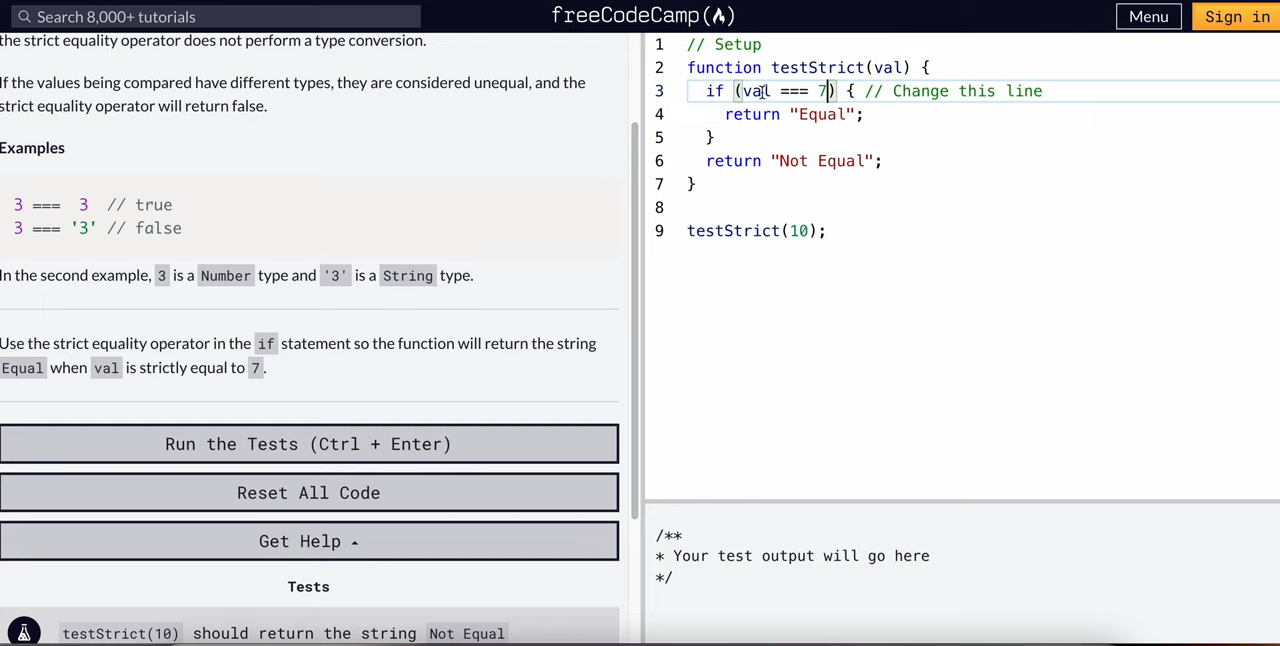 Search 8,000+ tutorials
freeCodeCamp
Menu
Sign in
the strict equality operator does not perform a type conversion.
If the values being compared have different types, they are considered unequal, and the
strict equality operator will return false.
Examples
3 === 3 // true
3 === '3' // false
In the second example, 3 is a Number type and '3' is a String type.
Use the strict equality operator in the if statement so the function will return the string
Equal when val is strictly equal to 7.
Run the Tests (Ctrl + Enter)
Reset All Code
Get Help
Tests
testStrict(10) should return the string Not Equal
1 // Setup
2 function testStrict(val) {
3 if (val === 7) { // Change this line
4 return "Equal";
5 }
6 return "Not Equal";
7 }
8
9 testStrict(10);
/**
* Your test output will go here
*/